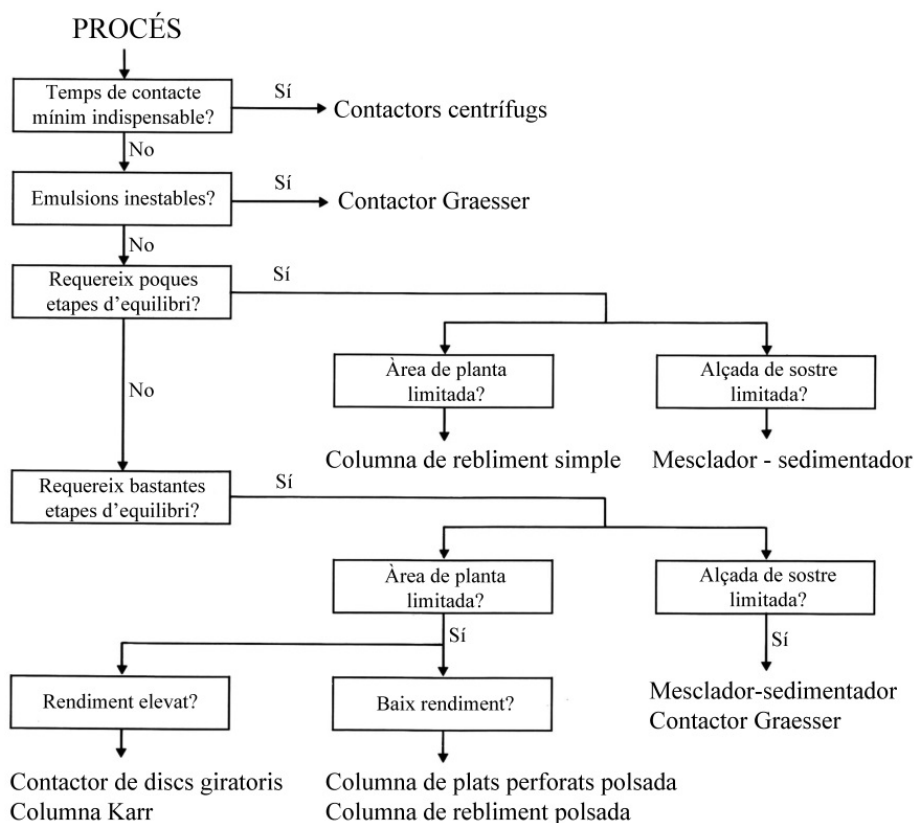 PROCÉS
Temps de contacte
mínim indispensable?
Sí
Contactors centrífugs
No
Emulsions inestables?
Sí
Contactor Graesser
No
Requereix poques
etapes d'equilibri?
Sí
Àrea de planta
limitada?
Alçada de sostre
limitada?
No
Columna de rebliment simple
Mesclador - sedimentador
Requereix bastantes
etapes d'equilibri?
Sí
Àrea de planta
limitada?
Alçada de sostre
limitada?
Sí
Sí
Rendiment elevat?
Baix rendiment?
Mesclador-sedimentador
Contactor Graesser
Contactor de discs giratoris
Columna Karr
Columna de plats perforats polsada
Columna de rebliment polsada